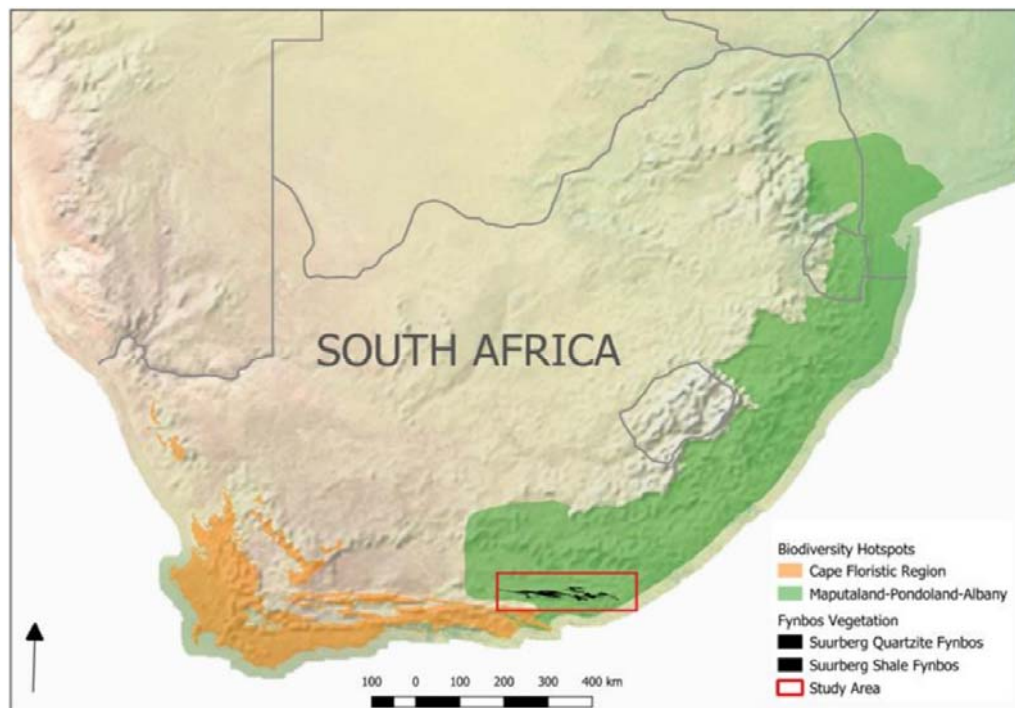 SOUTH AFRICA
Biodiversity Hotspots
Cape Floristic Region
Maputaland-Pondoland-Albany
Fynbos Vegetation
Suurberg Quartzite Fynbos
Suurberg Shale Fynbos
Study Area
100 0 100 200 300 400 km